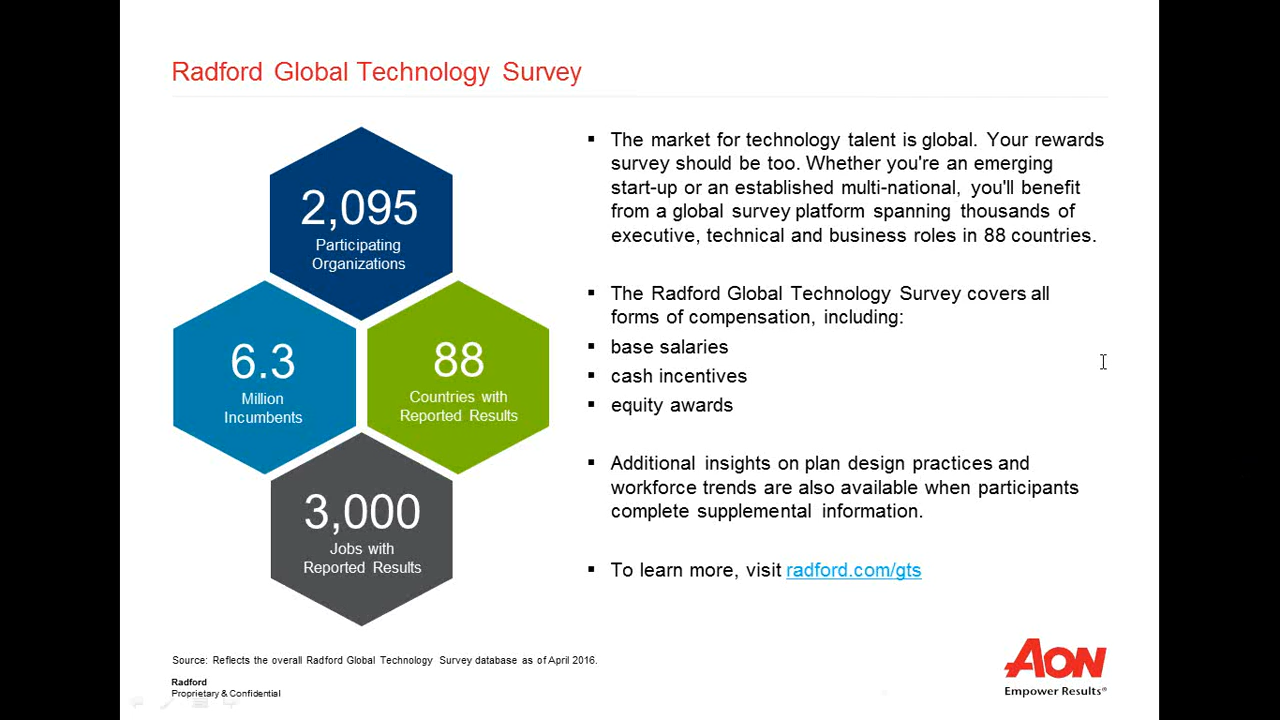 Radford Global Technology Survey
2,095
Participating
Organizations
6.3
Million
Incumbents
88
Countries with
Reported Results
3,000
Jobs with
Reported Results
▪ The market for technology talent is global. Your rewards
survey should be too. Whether you're an emerging
start-up or an established multi-national, you'll benefit
from a global survey platform spanning thousands of
executive, technical and business roles in 88 countries.
▪ The Radford Global Technology Survey covers all
forms of compensation, including:
▪ base salaries
▪ cash incentives
▪ equity awards
▪ Additional insights on plan design practices and
workforce trends are also available when participants
complete supplemental information.
▪ To learn more, visit radford.com/gts
Source: Reflects the overall Radford Global Technology Survey database as of April 2016.
Radford
Proprietary & Confidential
AON
Empower Results®